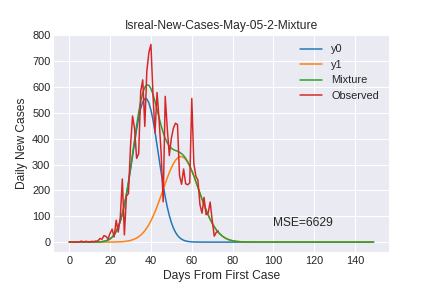 Isreal-New-Cases-May-05-2-Mixture
800
700
600
500
400
300
200
100
0
Daily New Cases
y0
y1
Mixture
Observed
MSE=6629
0 20 40 60 80 100 120 140
Days From First Case